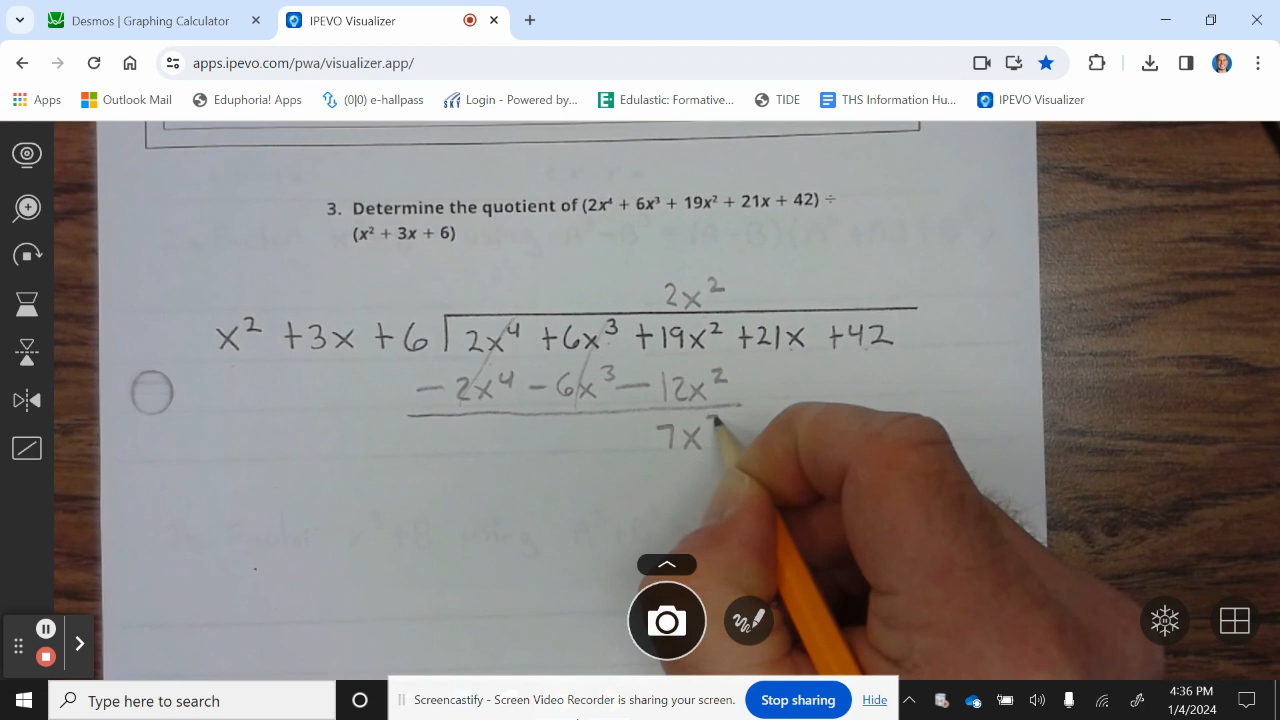 Desmos | Graphing Calculator
IPEVO Visualizer
apps.ipevo.com/pwa/visualizer.app/
Apps
Outlook Mail
Eduphoria! Apps
(0|0) e-hallpass
Login - Powered by...
Edulastic: Formative...
TIDE
THS Information Hu...
IPEVO Visualizer
3. Determine the quotient of (2x⁴ + 6x³ + 19x² + 21x + 42) ÷
(x² + 3x + 6)
2x²
x² +3x +6 2x⁴ +6x³ +19x² +21x +42
- 2x⁴ - 6x³ - 12x²
7x
Screencastify - Screen Video Recorder is sharing your screen.
Stop sharing
Hide
Type here to search
4:36 PM
1/4/2024